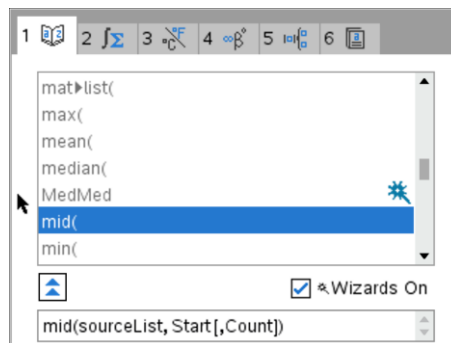 1 2 ∫Σ 3 °C °F 4 ∞β° 5 6
mat▶list(
max(
mean(
median(
MedMed
mid(
min(
Wizards On
mid(sourceList, Start[,Count])